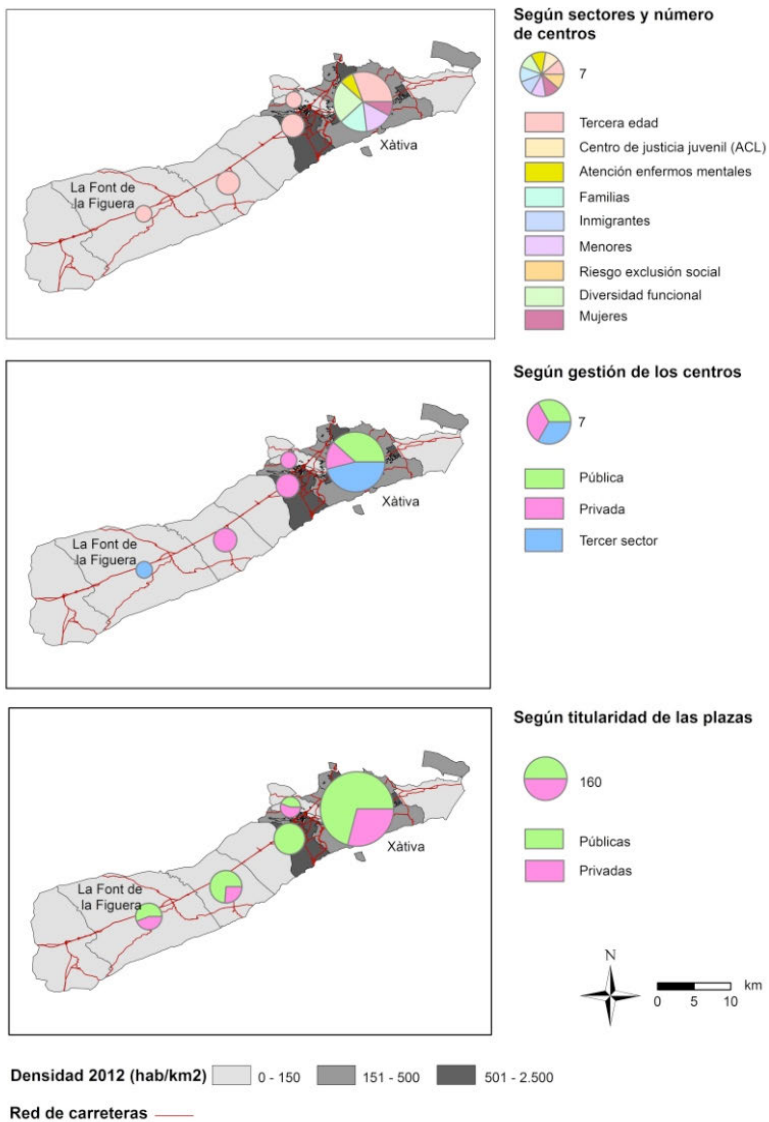 Según sectores y número
de centros
7
Tercera edad
Centro de justicia juvenil (ACL)
Atención enfermos mentales
Familias
Inmigrantes
Menores
Riesgo exclusión social
Diversidad funcional
Mujeres
Xàtiva
La Font de
la Figuera
Según gestión de los centros
7
Pública
Privada
Tercer sector
Xàtiva
La Font de
la Figuera
Según titularidad de las plazas
160
Públicas
Privadas
Xàtiva
La Font de
la Figuera
N
km
0 5 10
Densidad 2012 (hab/km2) 0 - 150 151 - 500 501 - 2.500
Red de carreteras